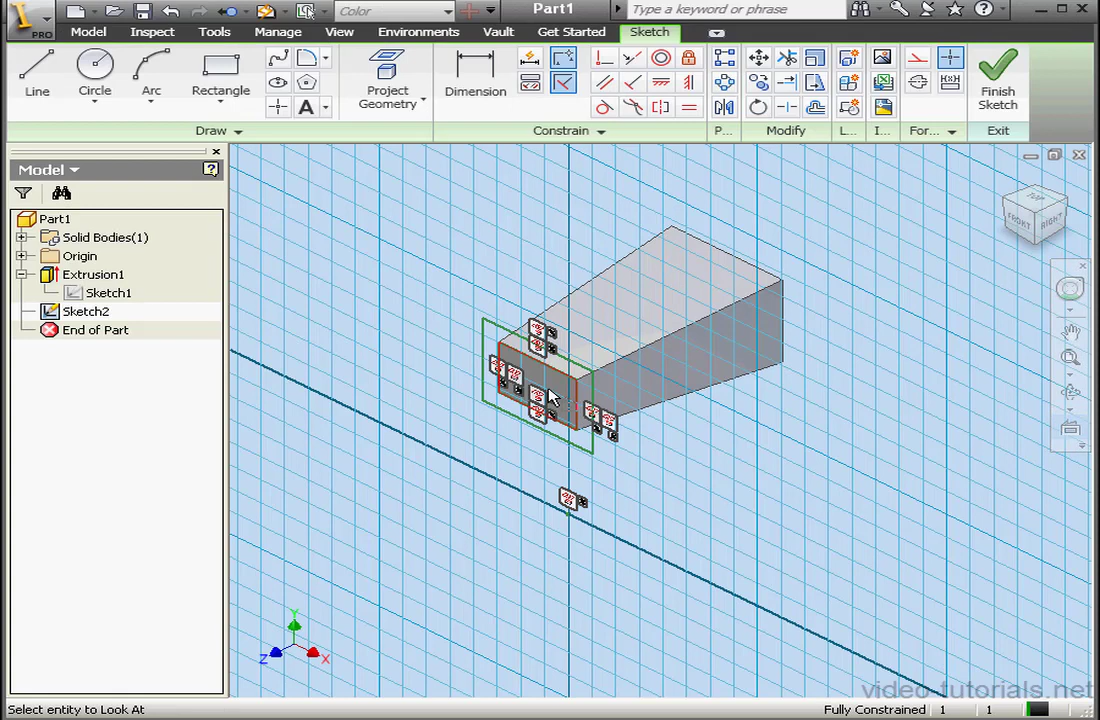 Color
Part1
Type a keyword or phrase
PRO
Model
Inspect
Tools
Manage
View
Environments
Vault
Get Started
Sketch
Line
Circle
Arc
Rectangle
Project
Geometry
Dimension
Finish
Sketch
Draw
Constrain
P...
Modify
L...
I...
For...
Exit
Model
Part1
Solid Bodies(1)
Origin
Extrusion1
Sketch1
Sketch2
End of Part
TOP
FRONT
RIGHT
Y
Z
X
video-tutorials.net
Select entity to Look At
Fully Constrained
1
1